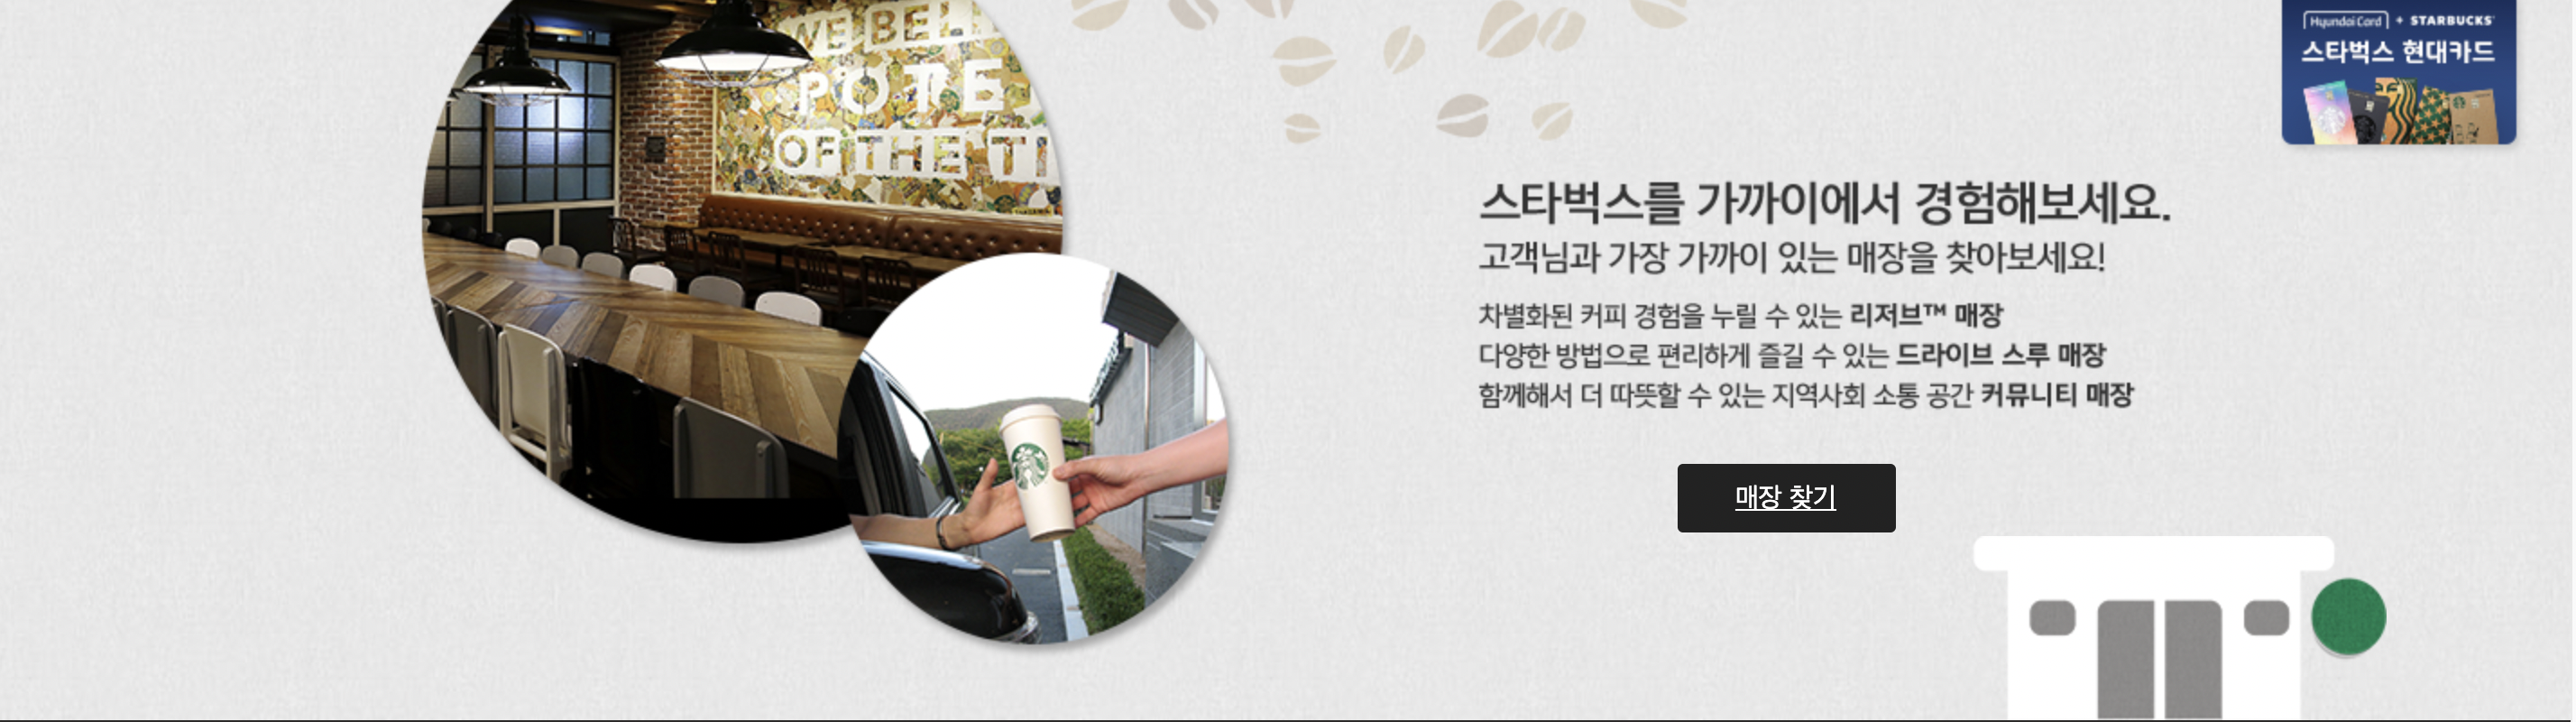 WE BELI
POTE
OF THE TI
Hyundai Card + STARBUCKS
스타벅스 현대카드
스타벅스를 가까이에서 경험해보세요.
고객님과 가장 가까이 있는 매장을 찾아보세요!
차별화된 커피 경험을 누릴 수 있는 리저브™ 매장
다양한 방법으로 편리하게 즐길 수 있는 드라이브 스루 매장
함께해서 더 따뜻할 수 있는 지역사회 소통 공간 커뮤니티 매장
매장 찾기